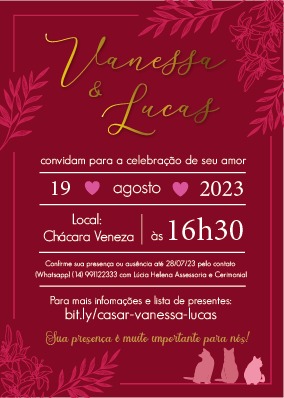 Vanessa
&
Lucas
convidam para a celebração de seu amor
19 agosto 2023
Local:
Chácara Veneza
às 16h30
Confirme sua presença ou ausência até 28/07/23 pelo contato
(Whatsapp) (14) 991122333 com Lúcia Helena Assessoria e Cerimonial
Para mais infomações e lista de presentes:
bit.ly/casar-vanessa-lucas
Sua presença é muito importante para nós!